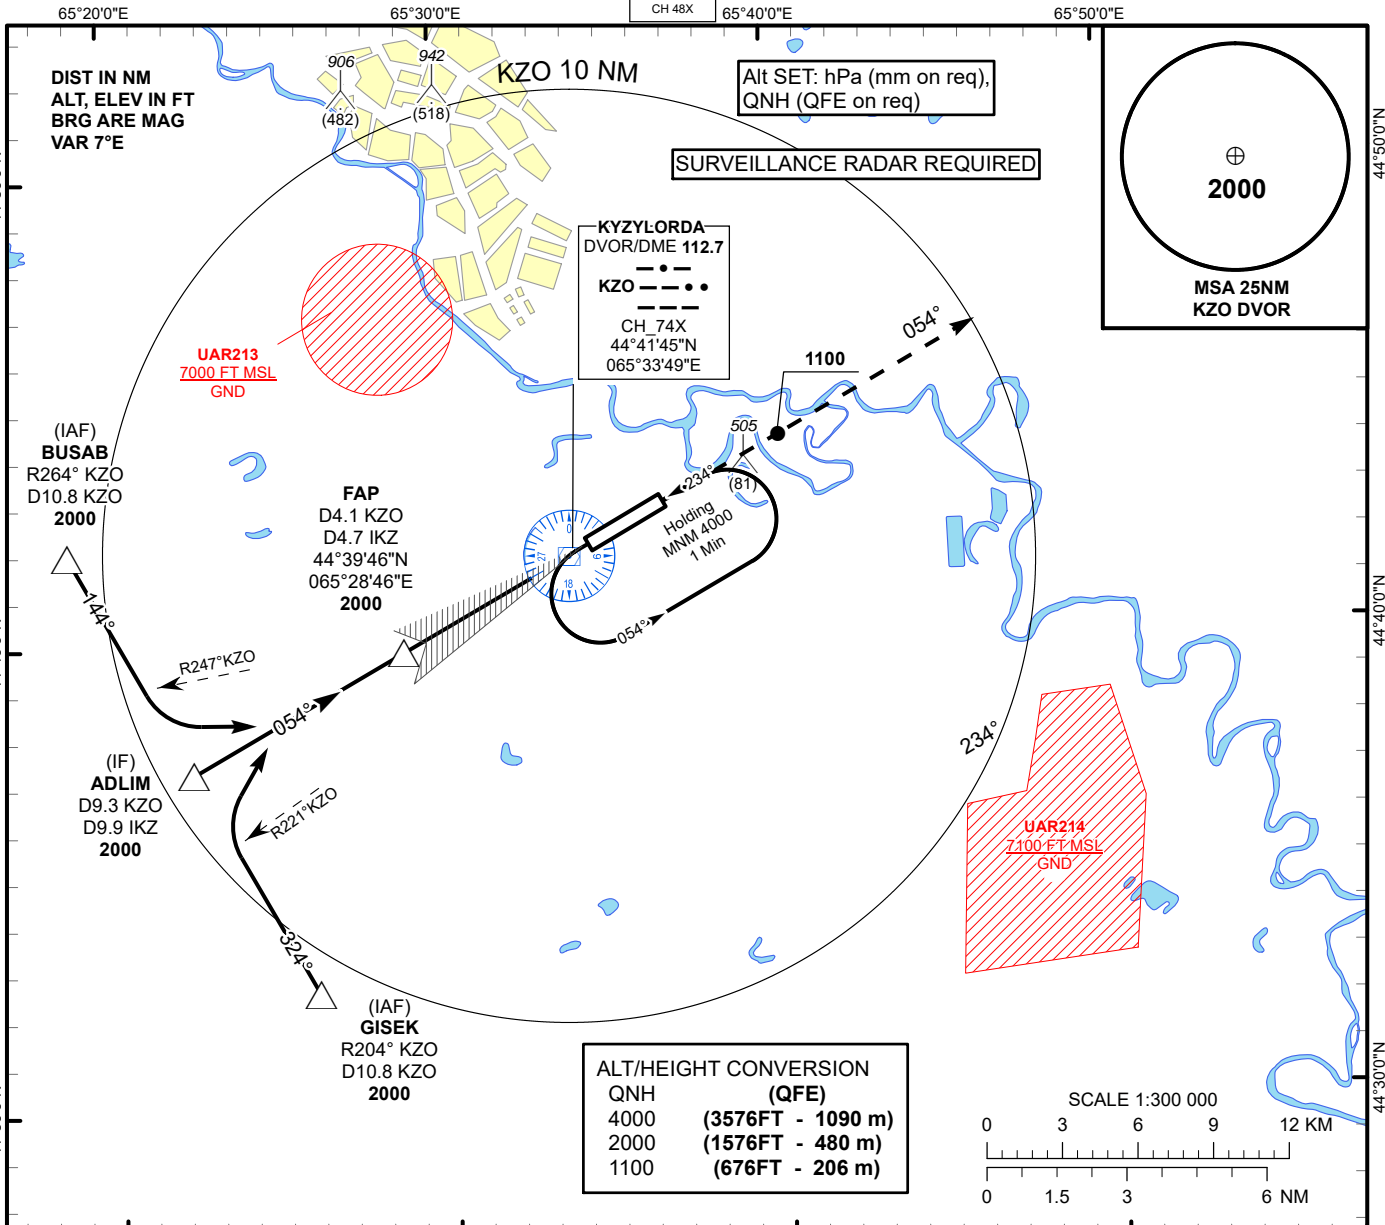 CH 48X
65°20'0"E
65°30'0"E
65°40'0"E
65°50'0"E
DIST IN NM
ALT, ELEV IN FT
BRG ARE MAG
VAR 7°E
906
(482)
942
(518)
KZO 10 NM
Alt SET: hPa (mm on req),
QNH (QFE on req)
SURVEILLANCE RADAR REQUIRED
2000
MSA 25NM
KZO DVOR
44°50'0"N
KYZYLORDA
DVOR/DME 112.7
KZO
CH_74X
44°41'45"N
065°33'49"E
UAR213
7000 FT MSL
GND
054°
1100
505
(81)
(IAF)
BUSAB
R264° KZO
D10.8 KZO
2000
FAP
D4.1 KZO
D4.7 IKZ
44°39'46"N
065°28'46"E
2000
234°
Holding
MNM 4000
1 Min
0
9
18
27
054°
44°40'0"N
144°
R247°KZO
054°
234°
(IF)
ADLIM
D9.3 KZO
D9.9 IKZ
2000
R221°KZO
UAR214
7100 FT MSL
GND
324°
(IAF)
GISEK
R204° KZO
D10.8 KZO
2000
ALT/HEIGHT CONVERSION
QNH (QFE)
4000 (3576FT - 1090 m)
2000 (1576FT - 480 m)
1100 (676FT - 206 m)
44°30'0"N
SCALE 1:300 000
0 3 6 9 12 KM
0 1.5 3 6 NM